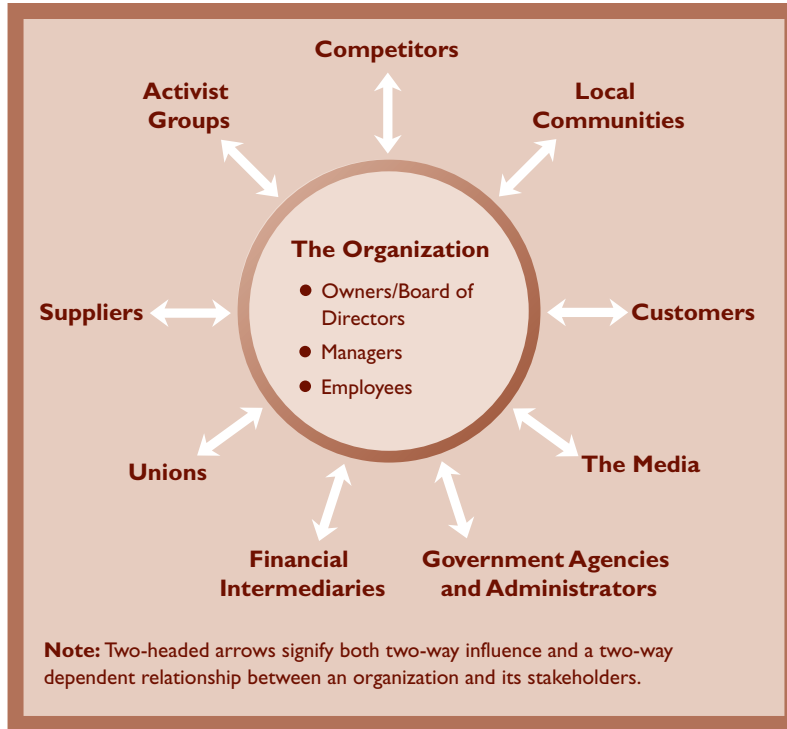 Competitors
Activist
Groups
Local
Communities
The Organization
● Owners/Board of
Directors
● Managers
● Employees
Suppliers
Customers
Unions
The Media
Financial
Intermediaries
Government Agencies
and Administrators
Note: Two-headed arrows signify both two-way influence and a two-way
dependent relationship between an organization and its stakeholders.